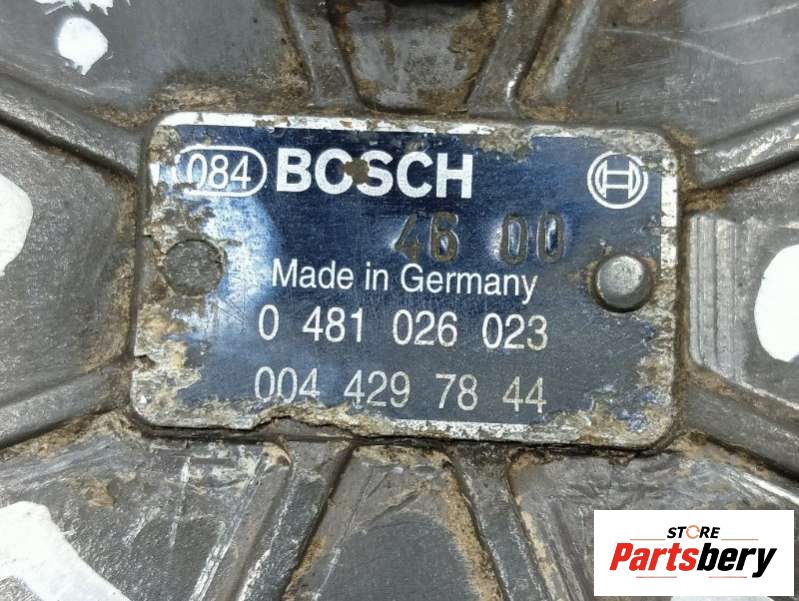 084 BOSCH
46 00
Made in Germany
0 481 026 023
004 429 78 44
STORE
Partsbery